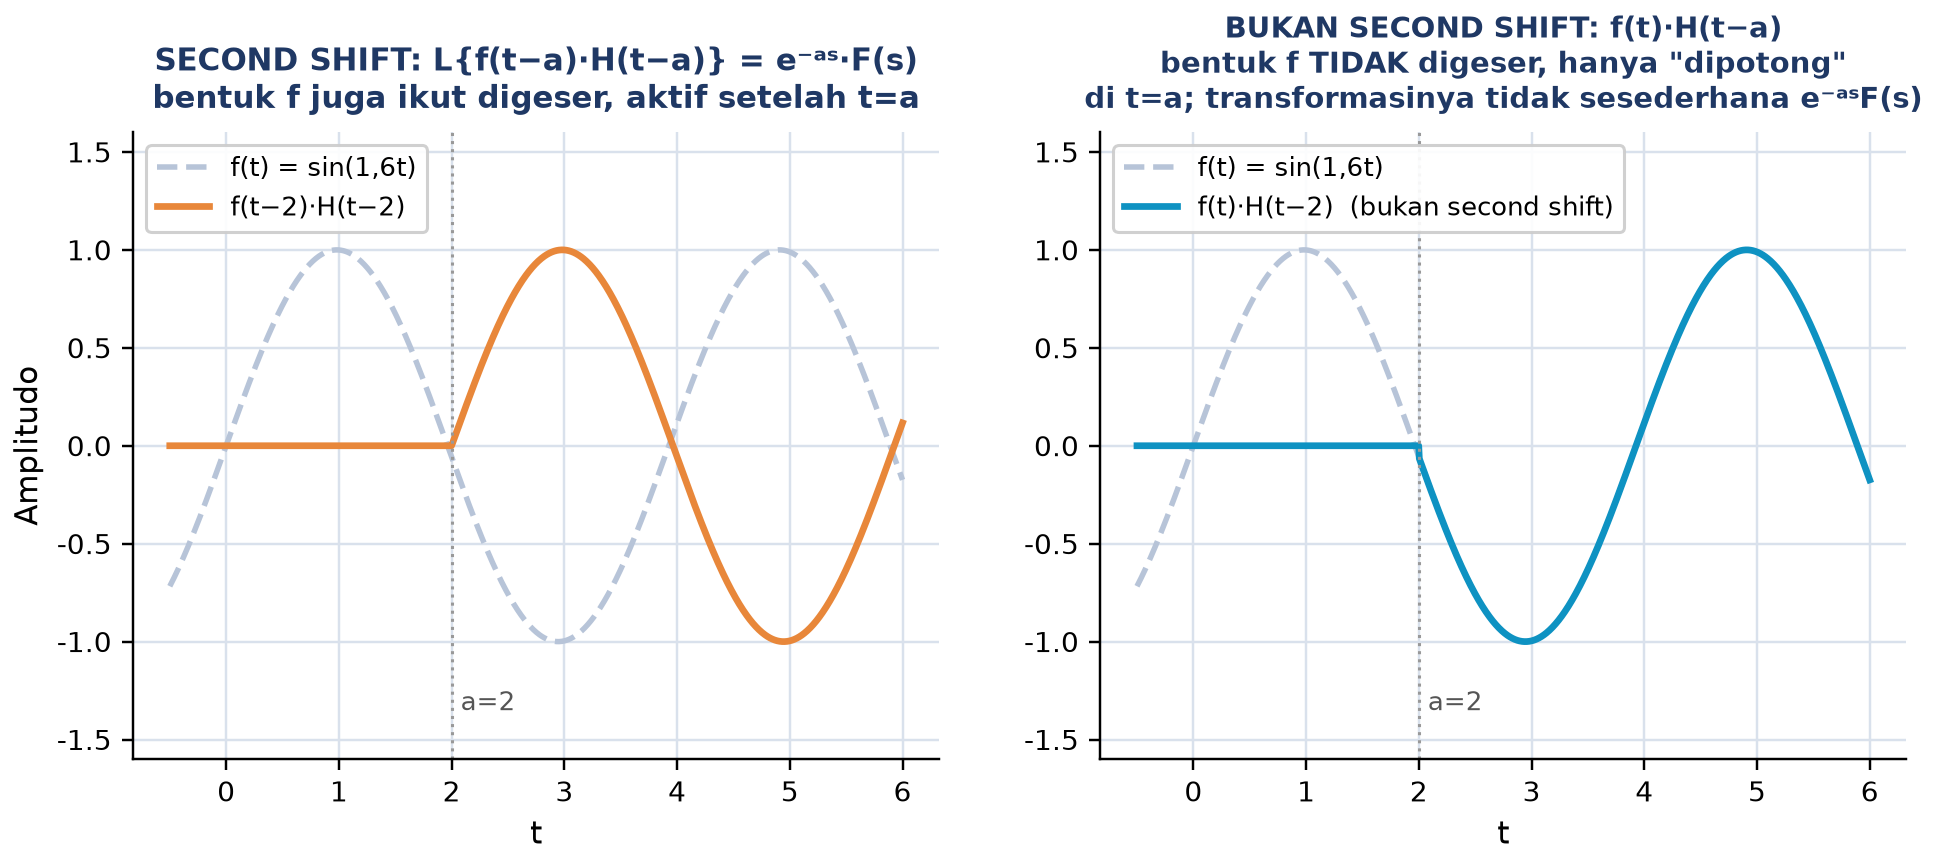 SECOND SHIFT: L{f(t−a)·H(t−a)} = e⁻ᵃˢ·F(s)
bentuk f juga ikut digeser, aktif setelah t=a
f(t) = sin(1,6t)
f(t−2)·H(t−2)
1.5
1.0
0.5
0.0
-0.5
-1.0
-1.5
Amplitudo
a=2
0 1 2 3 4 5 6
t
BUKAN SECOND SHIFT: f(t)·H(t−a)
bentuk f TIDAK digeser, hanya "dipotong"
di t=a; transformasinya tidak sesederhana e⁻ᵃˢF(s)
f(t) = sin(1,6t)
f(t)·H(t−2)  (bukan second shift)
1.5
1.0
0.5
0.0
-0.5
-1.0
-1.5
a=2
0 1 2 3 4 5 6
t